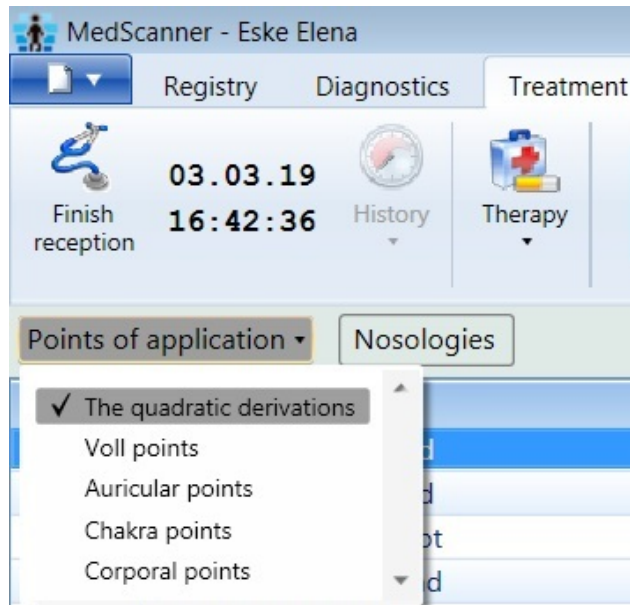 MedScanner - Eske Elena
Registry Diagnostics Treatment
03.03.19
Finish reception
16:42:36
History
Therapy
Points of application
Nosologies
✓ The quadratic derivations
Voll points
Auricular points
Chakra points
Corporal points